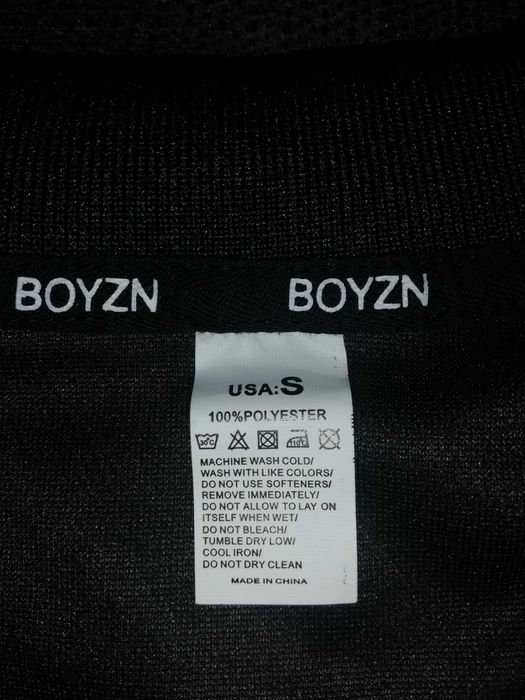 BOYZN BOYZN
USA:S
100%POLYESTER
30°C
MACHINE WASH COLD/
WASH WITH LIKE COLORS/
DO NOT USE SOFTENERS/
REMOVE IMMEDIATELY/
DO NOT ALLOW TO LAY ON
ITSELF WHEN WET/
DO NOT BLEACH/
TUMBLE DRY LOW/
COOL IRON/
DO NOT DRY CLEAN
MADE IN CHINA